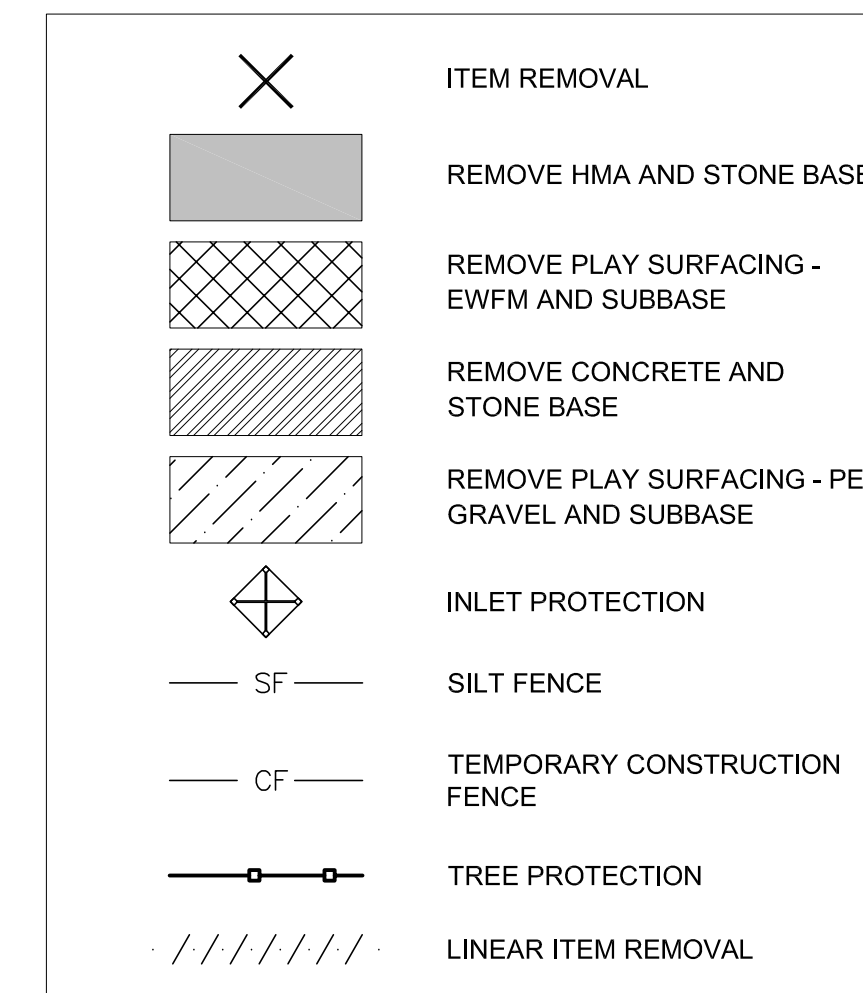 ITEM REMOVAL
REMOVE HMA AND STONE BASE
REMOVE PLAY SURFACING -
EWFM AND SUBBASE
REMOVE CONCRETE AND
STONE BASE
REMOVE PLAY SURFACING - PE
GRAVEL AND SUBBASE
INLET PROTECTION
SF SILT FENCE
CF TEMPORARY CONSTRUCTION
FENCE
TREE PROTECTION
LINEAR ITEM REMOVAL